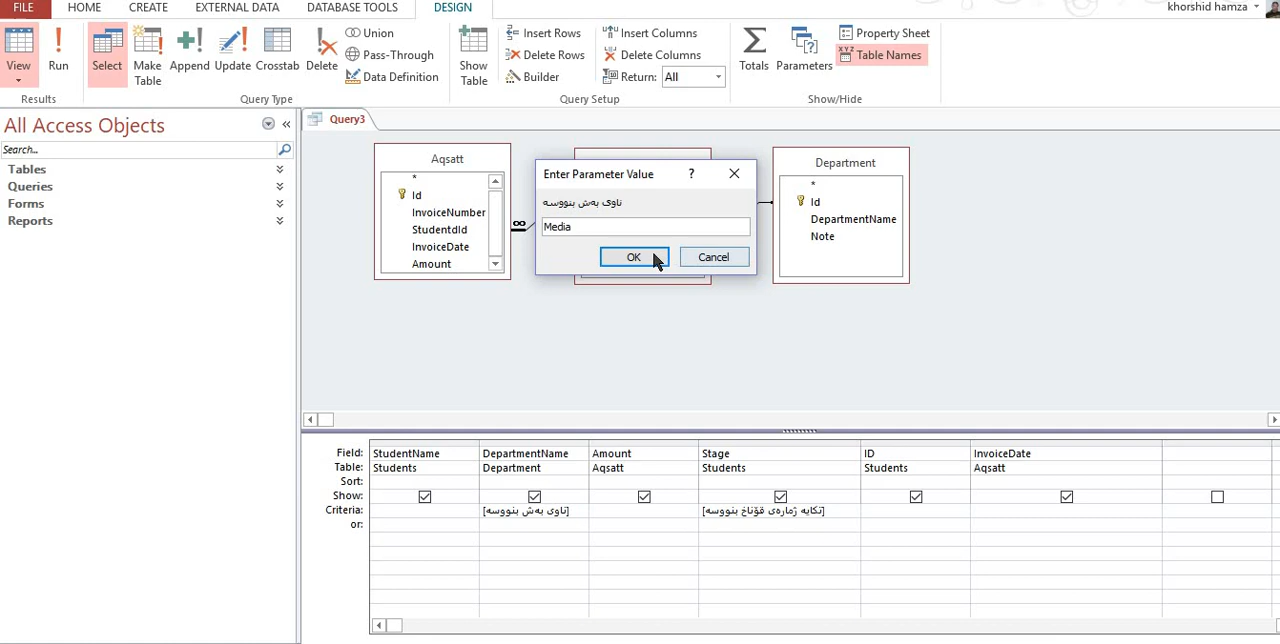 FILE HOME CREATE EXTERNAL DATA DATABASE TOOLS DESIGN khorshid hamza
View Run Select Make Table Append Update Crosstab Delete
Union
Pass-Through
Data Definition
Show Table
Insert Rows
Delete Rows
Builder
Insert Columns
Delete Columns
Return: All
Totals Parameters
Property Sheet
Table Names
Results Query Type Query Setup Show/Hide
All Access Objects
Search...
Tables
Queries
Forms
Reports
Query3
Aqsatt
*
Id
InvoiceNumber
StudentId
InvoiceDate
Amount
Enter Parameter Value ?
ناوی بەش بنووسە
Media
OK Cancel
Department
*
Id
DepartmentName
Note
Field: StudentName DepartmentName Amount Stage ID InvoiceDate
Table: Students Department Aqsatt Students Students Aqsatt
Sort:
Show:
Criteria: [ناوی بەش بنووسە] [تکایە ژمارەی قۆناخ بنووسە]
or: